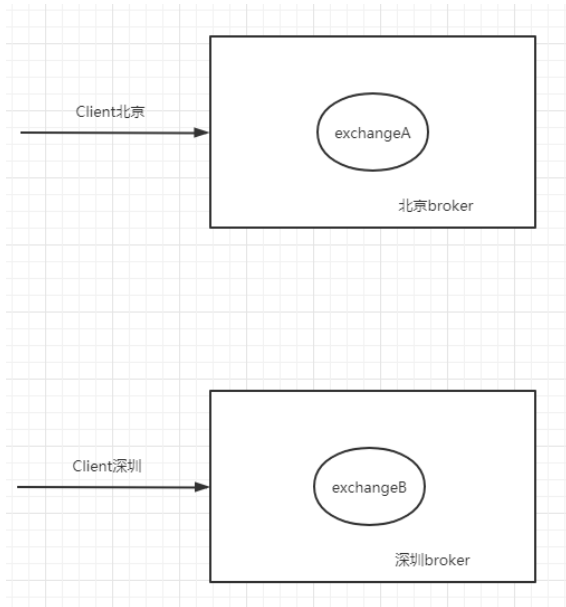 Client北京
exchangeA
北京broker
Client深圳
exchangeB
深圳broker